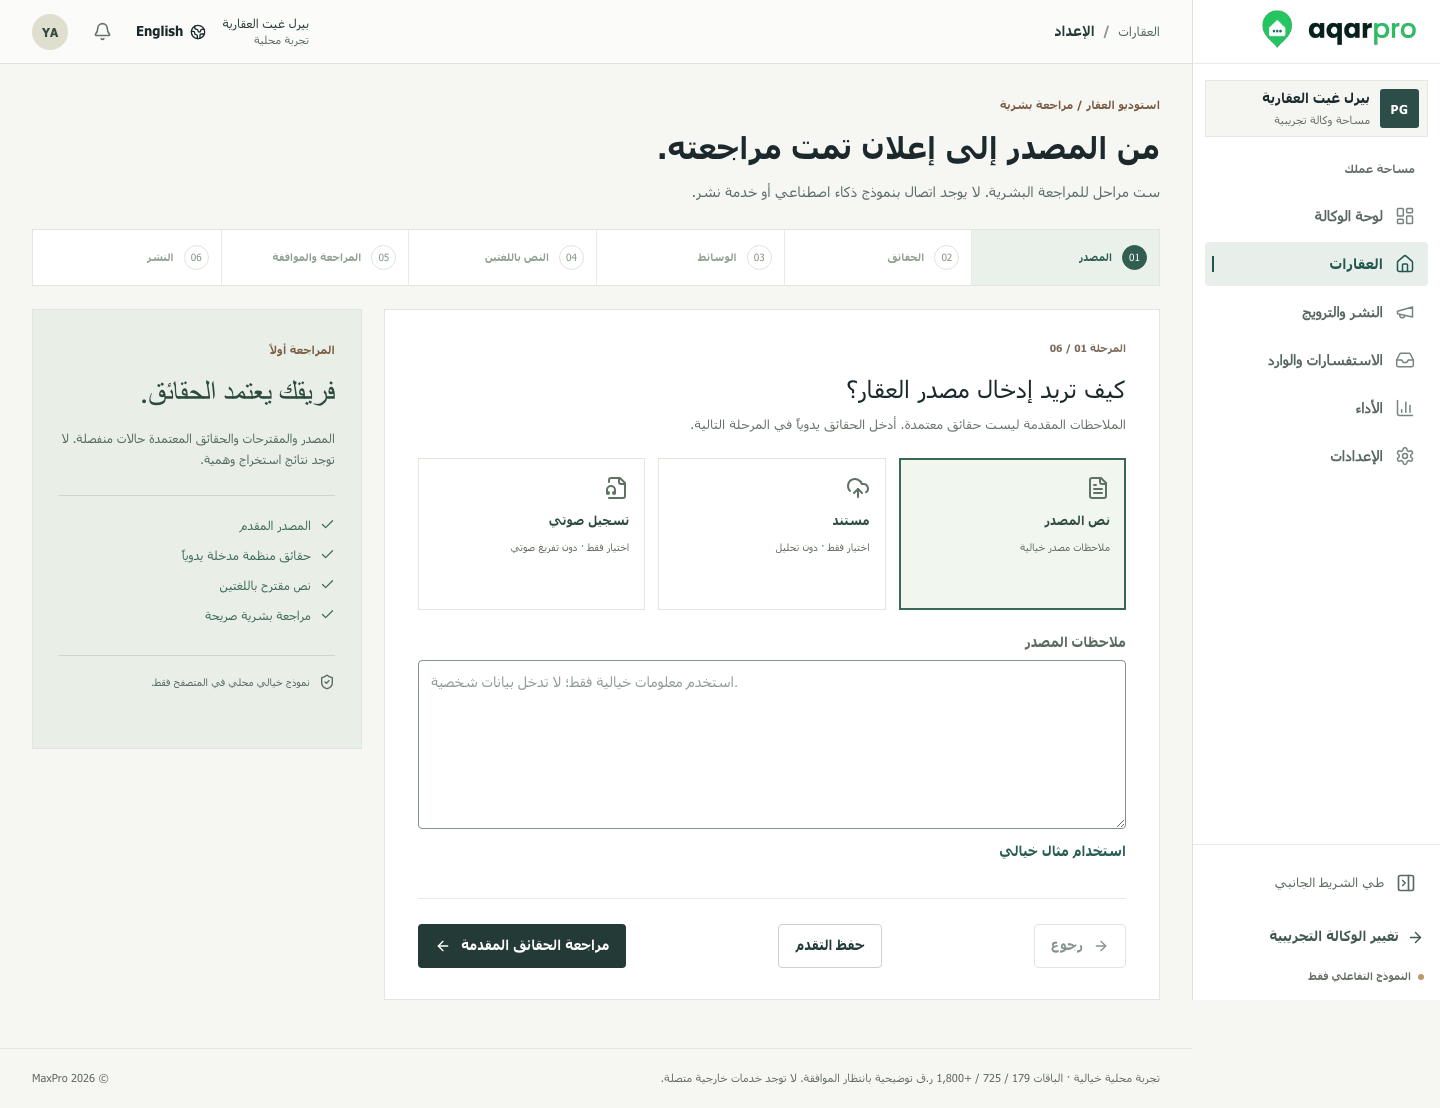 aqarpro
العقارات / الإعداد
بيرل غيت العقارية
تجربة محلية
English
YA
PG
بيرل غيت العقارية
مساحة وكالة تجريبية
مساحة عملك
لوحة الوكالة
العقارات
النشر والترويج
الاستفسارات والوارد
الأداء
الإعدادات
طي الشريط الجانبي
تغيير الوكالة التجريبية
النموذج التفاعلي فقط
استوديو العقار / مراجعة بشرية
من المصدر إلى إعلان تمت مراجعته.
ست مراحل للمراجعة البشرية. لا يوجد اتصال بنموذج ذكاء اصطناعي أو خدمة نشر.
01 المصدر
02 الحقائق
03 الوسائط
04 النص باللغتين
05 المراجعة والموافقة
06 النشر
المرحلة 01 / 06
كيف تريد إدخال مصدر العقار؟
الملاحظات المقدمة ليست حقائق معتمدة. أدخل الحقائق يدوياً في المرحلة التالية.
نص المصدر
ملاحظات مصدر خيالية
مستند
اختيار فقط · دون تحليل
تسجيل صوتي
اختيار فقط · دون تفريغ صوتي
ملاحظات المصدر
استخدم معلومات خيالية فقط؛ لا تدخل بيانات شخصية.
استخدام مثال خيالي
رجوع
حفظ التقدم
مراجعة الحقائق المقدمة
المراجعة أولاً
فريقك يعتمد الحقائق.
المصدر والمقترحات والحقائق المعتمدة حالات منفصلة. لا
توجد نتائج استخراج وهمية.
المصدر المقدم
حقائق منظمة مدخلة يدوياً
نص مقترح باللغتين
مراجعة بشرية صريحة
نموذج خيالي محلي في المتصفح فقط.
تجربة محلية خيالية · الباقات 179 / 725 / +1,800 ر.ق توضيحية بانتظار الموافقة. لا توجد خدمات خارجية متصلة.
© MaxPro 2026